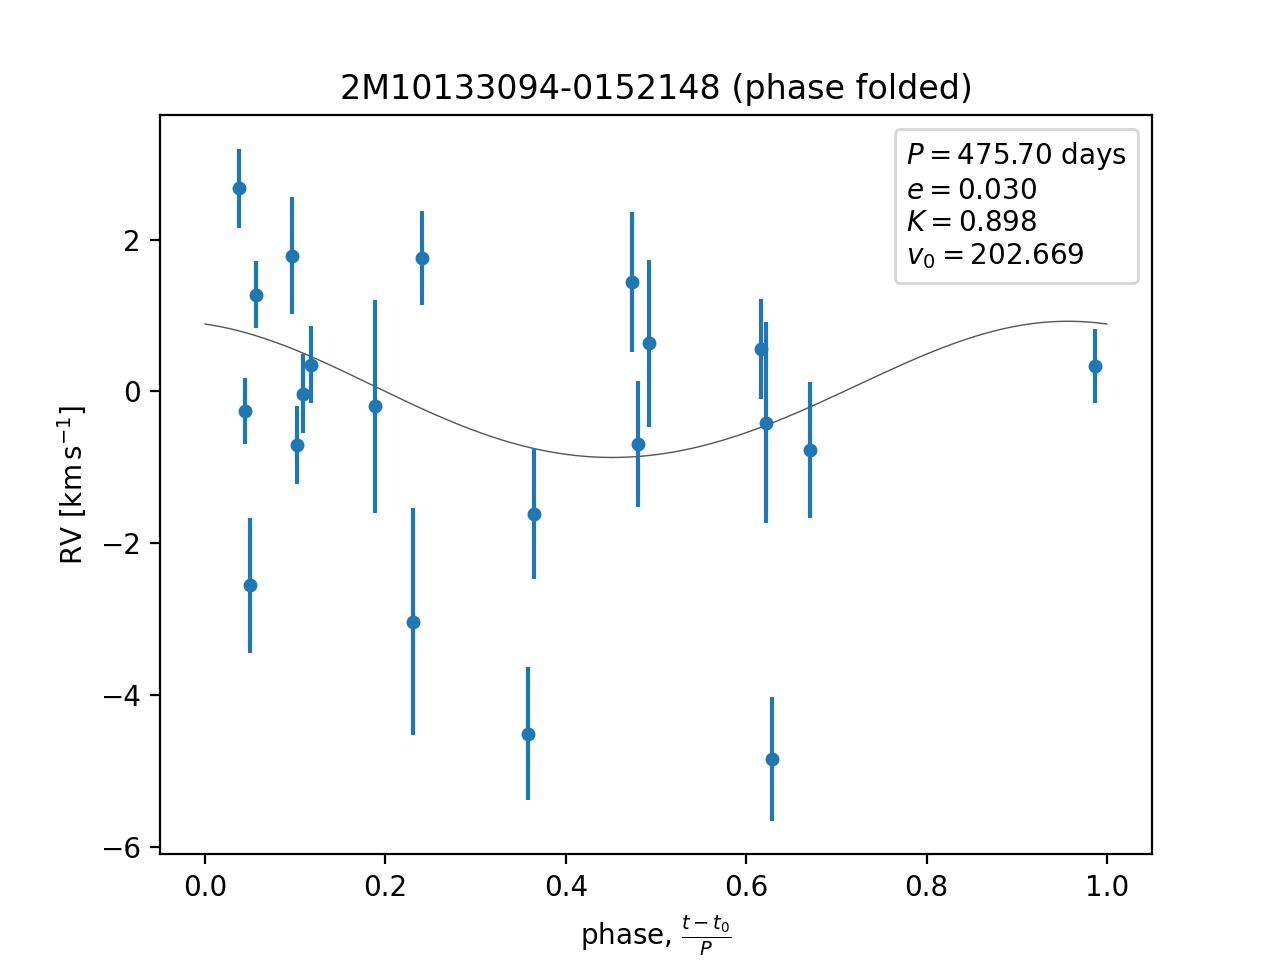 2M10133094-0152148 (phase folded)
P = 475.70 days
e = 0.030
K = 0.898
v₀ = 202.669
RV [km s⁻¹]
2
0
−2
−4
−6
0.0 0.2 0.4 0.6 0.8 1.0
phase, (t − t₀)/P